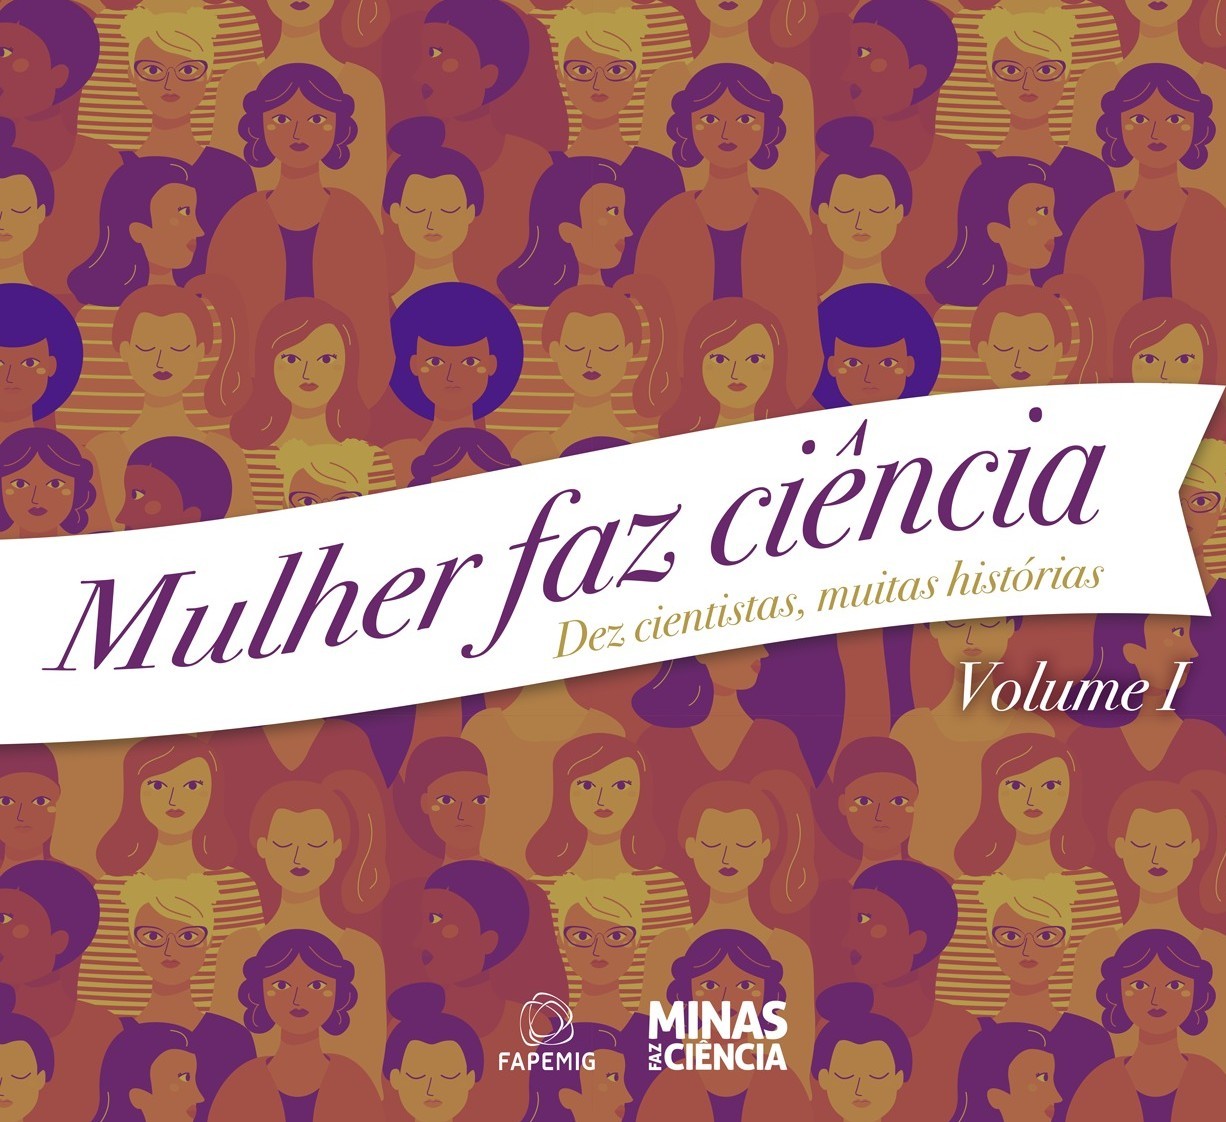 Mulher faz ciência
Dez cientistas, muitas histórias
Volume I
FAPEMIG
MINAS
FAZ CIÊNCIA